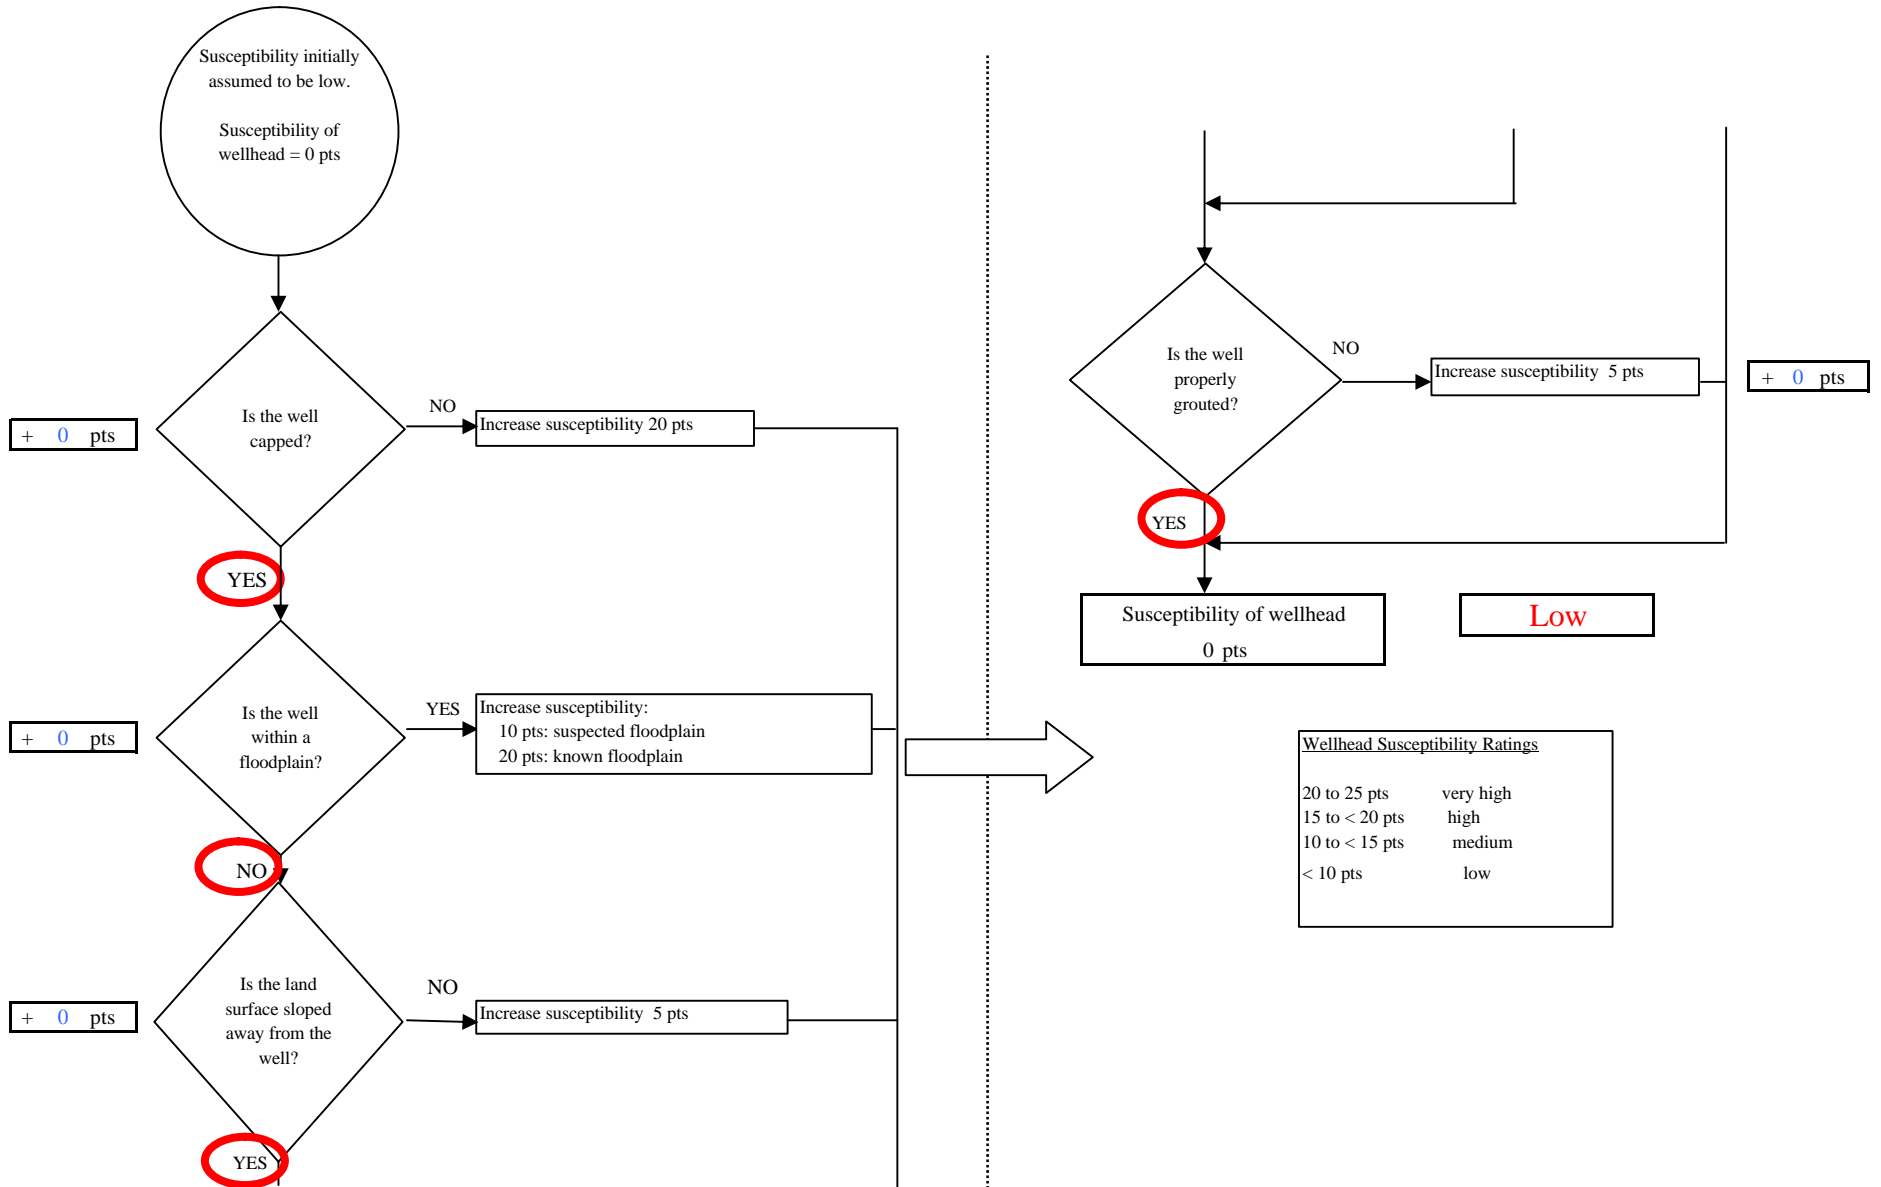 Susceptibility initially
assumed to be low.
Susceptibility of
wellhead = 0 pts
Is the well
capped?
NO
Increase susceptibility 20 pts
+ 0 pts
YES
Is the well
within a
floodplain?
YES
Increase susceptibility:
10 pts: suspected floodplain
20 pts: known floodplain
+ 0 pts
NO
Is the land
surface sloped
away from the
well?
NO
Increase susceptibility 5 pts
+ 0 pts
YES
Is the well
properly
grouted?
NO
Increase susceptibility 5 pts
+ 0 pts
YES
Susceptibility of wellhead
0 pts
Low
Wellhead Susceptibility Ratings
20 to 25 pts very high
15 to < 20 pts high
10 to < 15 pts medium
< 10 pts low